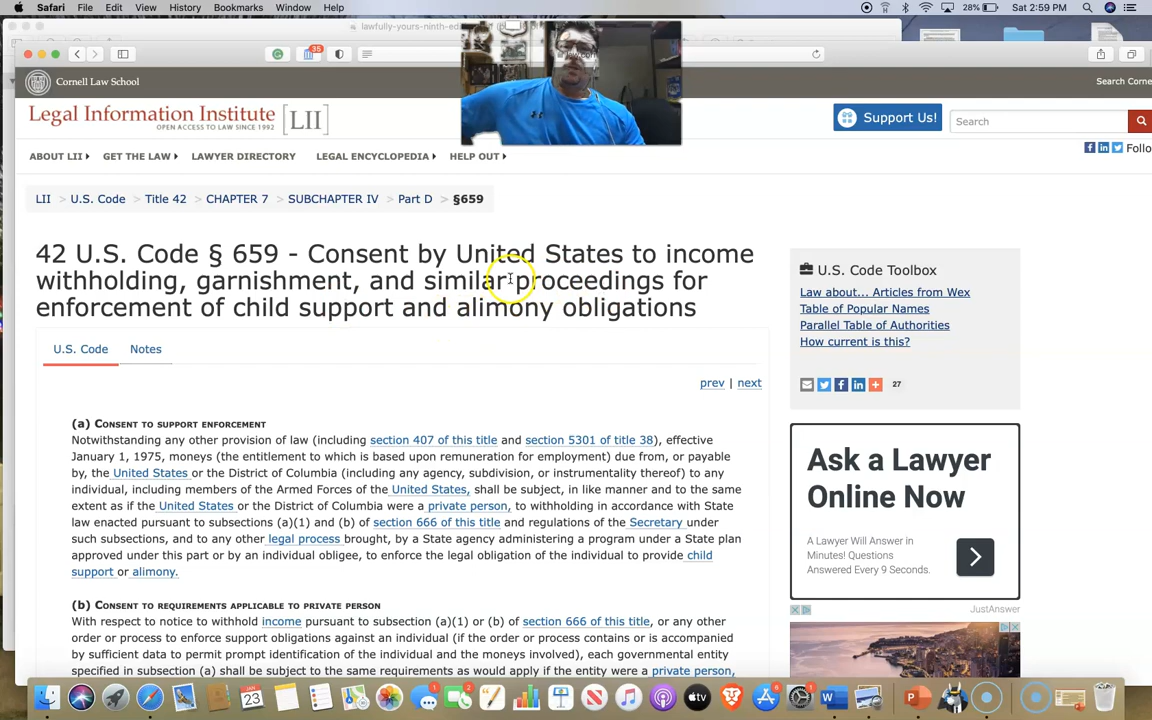 Safari File Edit View History Bookmarks Window Help
28% Sat 2:59 PM
lawfully-yours-ninth-ed
35
Cornell Law School
Search Corne
Legal Information Institute [LII]
OPEN ACCESS TO LAW SINCE 1992
Support Us!
Search
ABOUT LII GET THE LAW LAWYER DIRECTORY LEGAL ENCYCLOPEDIA HELP OUT
Follo
LII > U.S. Code > Title 42 > CHAPTER 7 > SUBCHAPTER IV > Part D > §659
42 U.S. Code § 659 - Consent by United States to income
withholding, garnishment, and similar proceedings for
enforcement of child support and alimony obligations
U.S. Code Notes
prev | next
(a) CONSENT TO SUPPORT ENFORCEMENT
Notwithstanding any other provision of law (including section 407 of this title and section 5301 of title 38), effective
January 1, 1975, moneys (the entitlement to which is based upon remuneration for employment) due from, or payable
by, the United States or the District of Columbia (including any agency, subdivision, or instrumentality thereof) to any
individual, including members of the Armed Forces of the United States, shall be subject, in like manner and to the same
extent as if the United States or the District of Columbia were a private person, to withholding in accordance with State
law enacted pursuant to subsections (a)(1) and (b) of section 666 of this title and regulations of the Secretary under
such subsections, and to any other legal process brought, by a State agency administering a program under a State plan
approved under this part or by an individual obligee, to enforce the legal obligation of the individual to provide child
support or alimony.
(b) CONSENT TO REQUIREMENTS APPLICABLE TO PRIVATE PERSON
With respect to notice to withhold income pursuant to subsection (a)(1) or (b) of section 666 of this title, or any other
order or process to enforce support obligations against an individual (if the order or process contains or is accompanied
by sufficient data to permit prompt identification of the individual and the moneys involved), each governmental entity
specified in subsection (a) shall be subject to the same requirements as would apply if the entity were a private person,
U.S. Code Toolbox
Law about... Articles from Wex
Table of Popular Names
Parallel Table of Authorities
How current is this?
27
Ask a Lawyer
Online Now
A Lawyer Will Answer in
Minutes! Questions
Answered Every 9 Seconds.
JustAnswer
JAN
23
tv